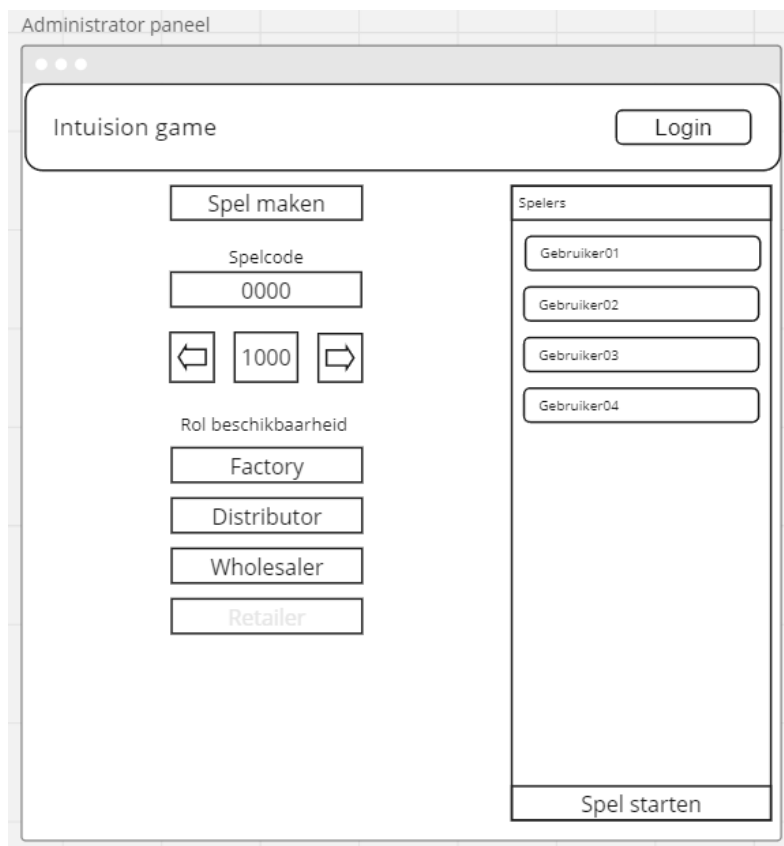 Administrator paneel
Intuision game
Login
Spel maken
Spelcode
0000
1000
Rol beschikbaarheid
Factory
Distributor
Wholesaler
Retailer
Spelers
Gebruiker01
Gebruiker02
Gebruiker03
Gebruiker04
Spel starten